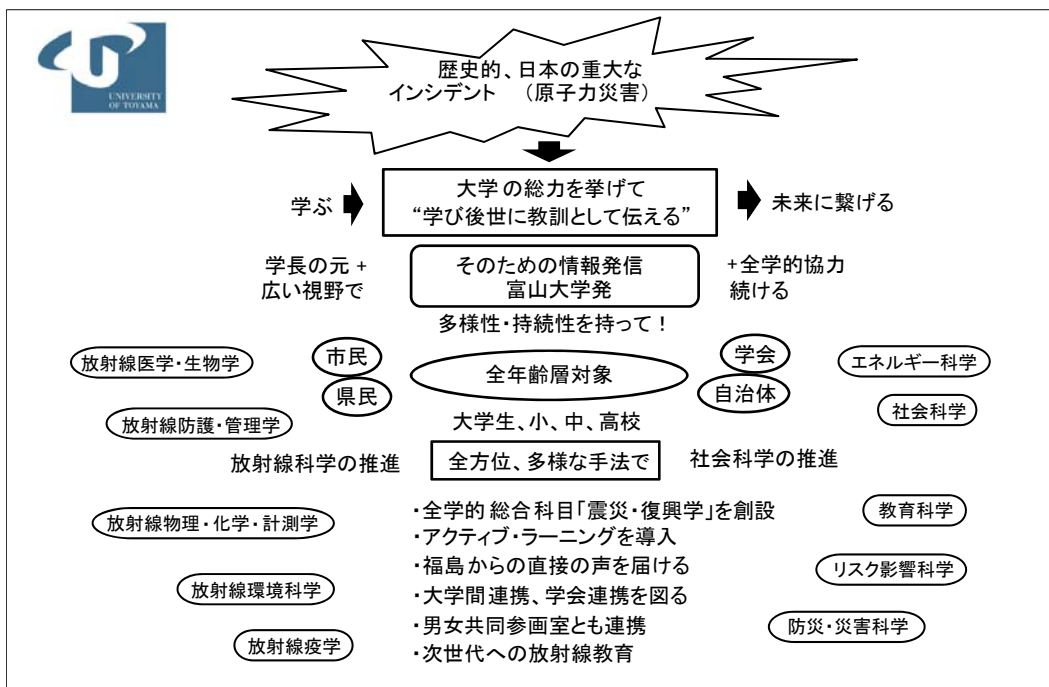 UNIVERSITY
OF TOYAMA
歴史的、日本の重大な
インシデント （原子力災害）
学ぶ
大学の総力を挙げて
“学び後世に教訓として伝える”
未来に繋げる
学長の元 +
広い視野で
そのための情報発信
富山大学発
+全学的協力
続ける
多様性・持続性を持って！
放射線医学・生物学
市民
県民
全年齢層対象
学会
自治体
エネルギー科学
社会科学
放射線防護・管理学
大学生、小、中、高校
放射線科学の推進
全方位、多様な手法で
社会科学の推進
放射線物理・化学・計測学
・全学的総合科目「震災・復興学」を創設
・アクティブ・ラーニングを導入
・福島からの直接の声を届ける
・大学間連携、学会連携を図る
・男女共同参画室とも連携
・次世代への放射線教育
教育科学
リスク影響科学
防災・災害科学
放射線環境科学
放射線疫学